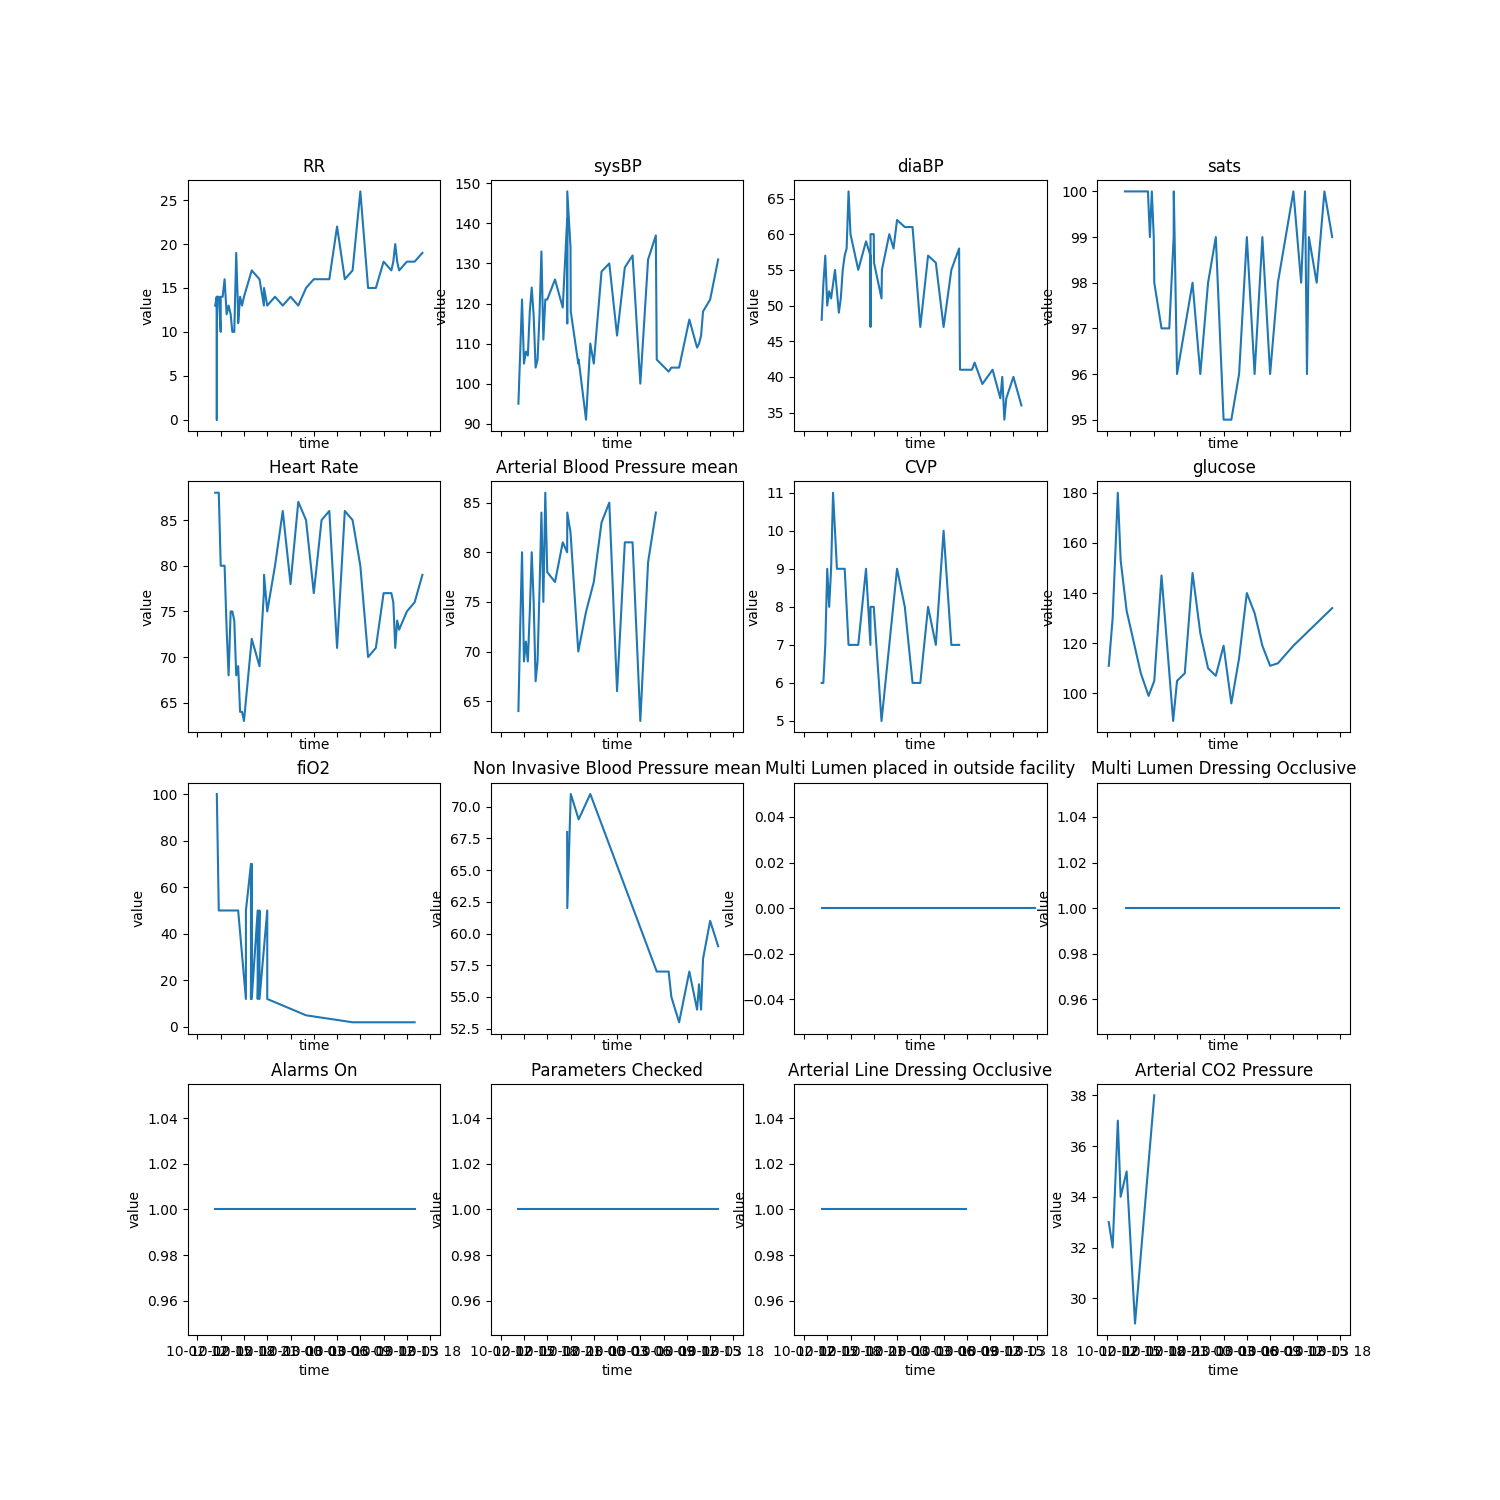 RR sysBP diaBP sats
25 20 15 10 5 0
value
time
150 140 130 120 110 100 90
value
time
65 60 55 50 45 40 35
value
time
100 99 98 97 96 95
value
time
Heart Rate Arterial Blood Pressure mean CVP glucose
85 80 75 70 65
value
time
85 80 75 70 65
value
time
11 10 9 8 7 6 5
value
time
180 160 140 120 100
value
time
fiO2 Non Invasive Blood Pressure mean Multi Lumen placed in outside facility Multi Lumen Dressing Occlusive
100 80 60 40 20 0
value
time
70.0 67.5 65.0 62.5 60.0 57.5 55.0 52.5
value
time
0.04 0.02 0.00 −0.02 −0.04
value
time
1.04 1.02 1.00 0.98 0.96
value
time
Alarms On Parameters Checked Arterial Line Dressing Occlusive Arterial CO2 Pressure
1.04 1.02 1.00 0.98 0.96
value
time
1.04 1.02 1.00 0.98 0.96
value
time
1.04 1.02 1.00 0.98 0.96
value
time
38 36 34 32 30
value
time